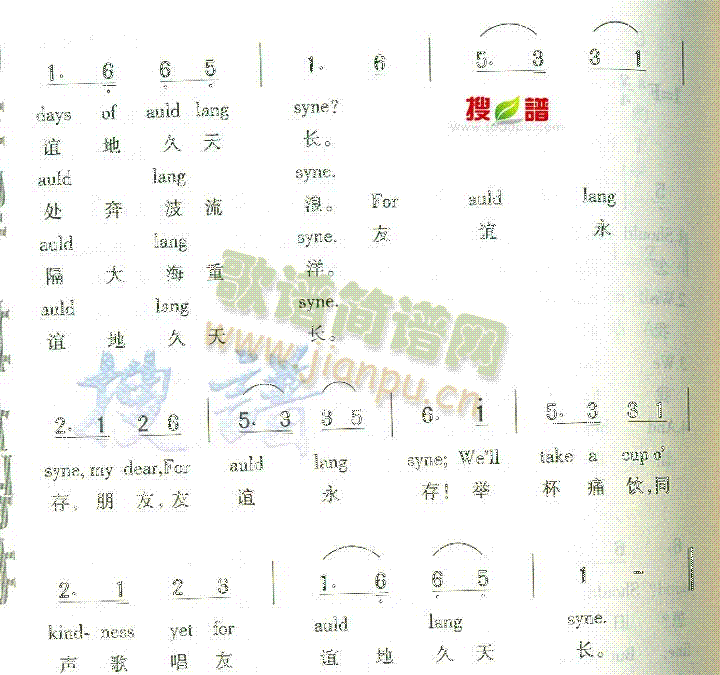 1. 6 6 5 | 1. 6 | 5. 3 3 1
days of auld lang syne?
谊 地 久 天 长。
auld lang syne.
处 奔 波 流 浪。 For auld lang
auld lang syne. 友 谊 永
隔 大 海 重 洋。
auld lang syne.
谊 地 久 天 长。
搜谱
歌谱简谱网
www.jianpu.cn
搜谱
2. 1 2 6 | 5. 3 3 5 | 6. i | 5. 3 3 1
syne, my dear, For auld lang syne; We'll take a cup o'
存, 朋 友, 友 谊 永 存! 举 杯 痛 饮, 同
2. 1 2 3 | 1. 6 6 5 | 1 -
kind- ness yet for auld lang syne.
声 歌 唱 友 谊 地 久 天 长。